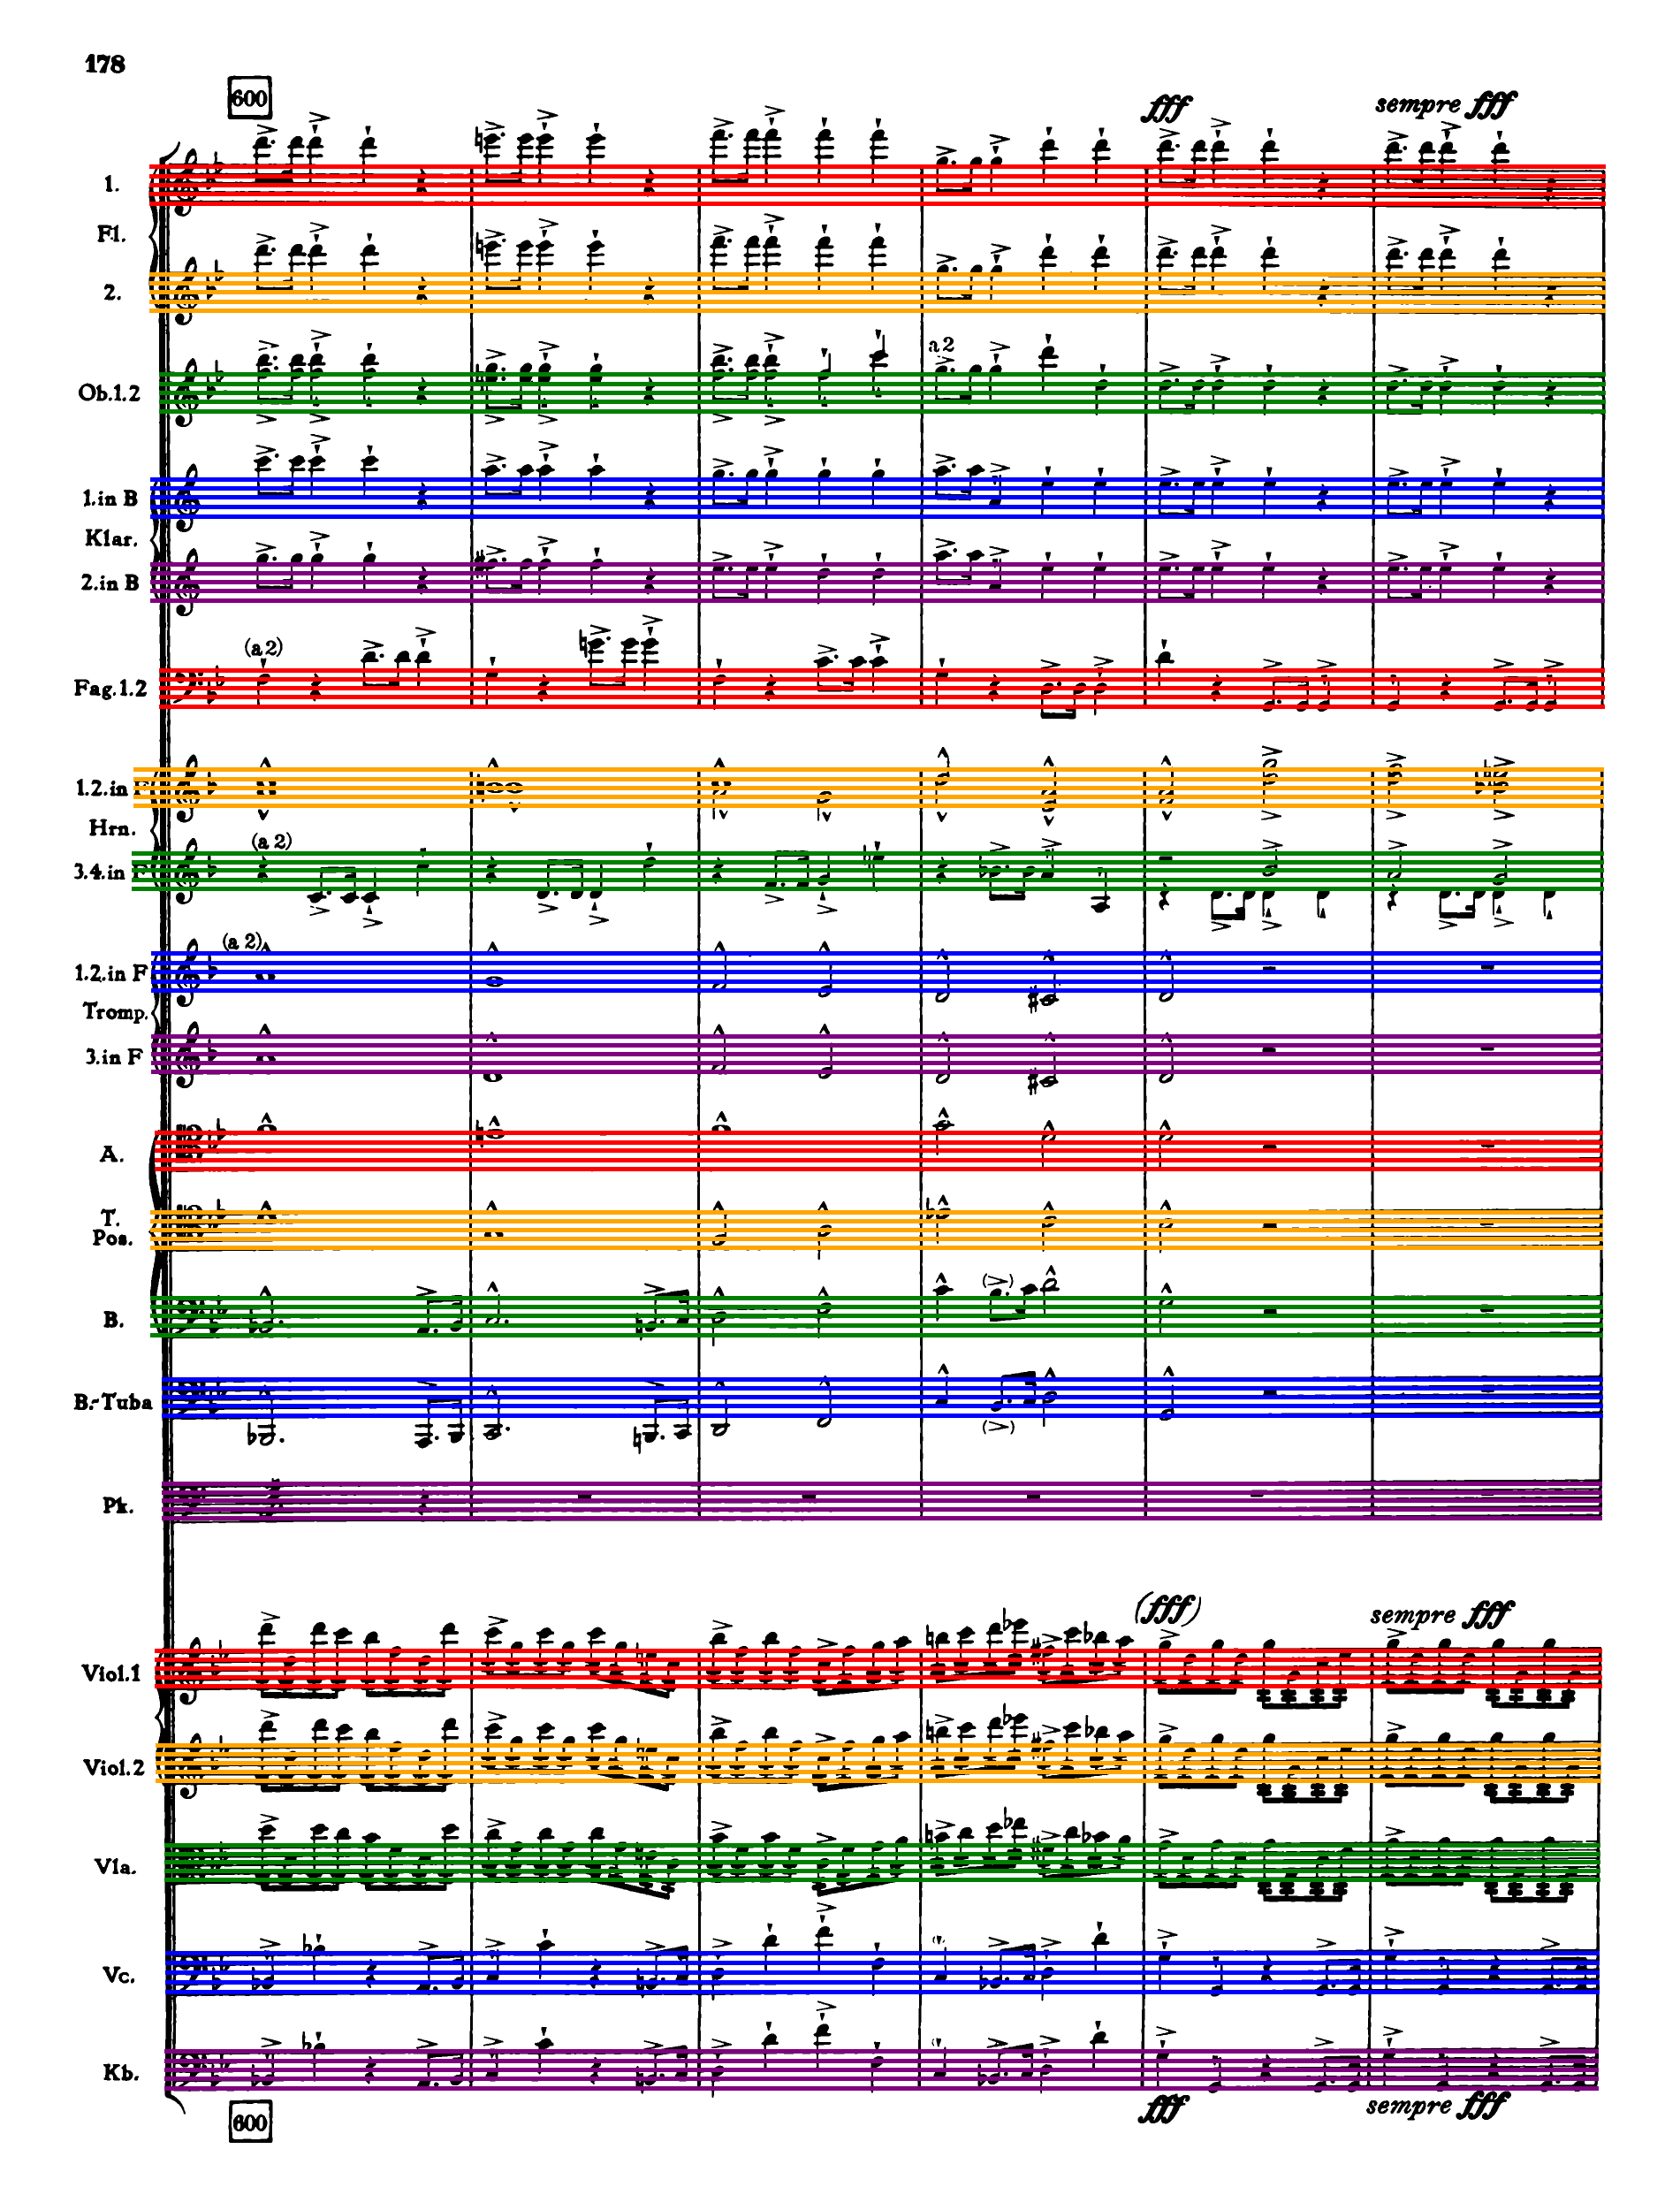 178
600
fff
sempre fff
1.
Fl.
2.
Ob.1.2
a 2
1.in B
Klar.
2.in B
(a 2)
Fag.1.2
1.2.in F
Hrn.
(a 2)
3.4.in F
(a 2)
1.2.in F
Tromp.
3.in F
A.
T.
Pos.
B.
B.-Tuba
Pk.
(fff)
sempre fff
Viol.1
Viol.2
Vla.
Vc.
Kb.
fff
sempre fff
600